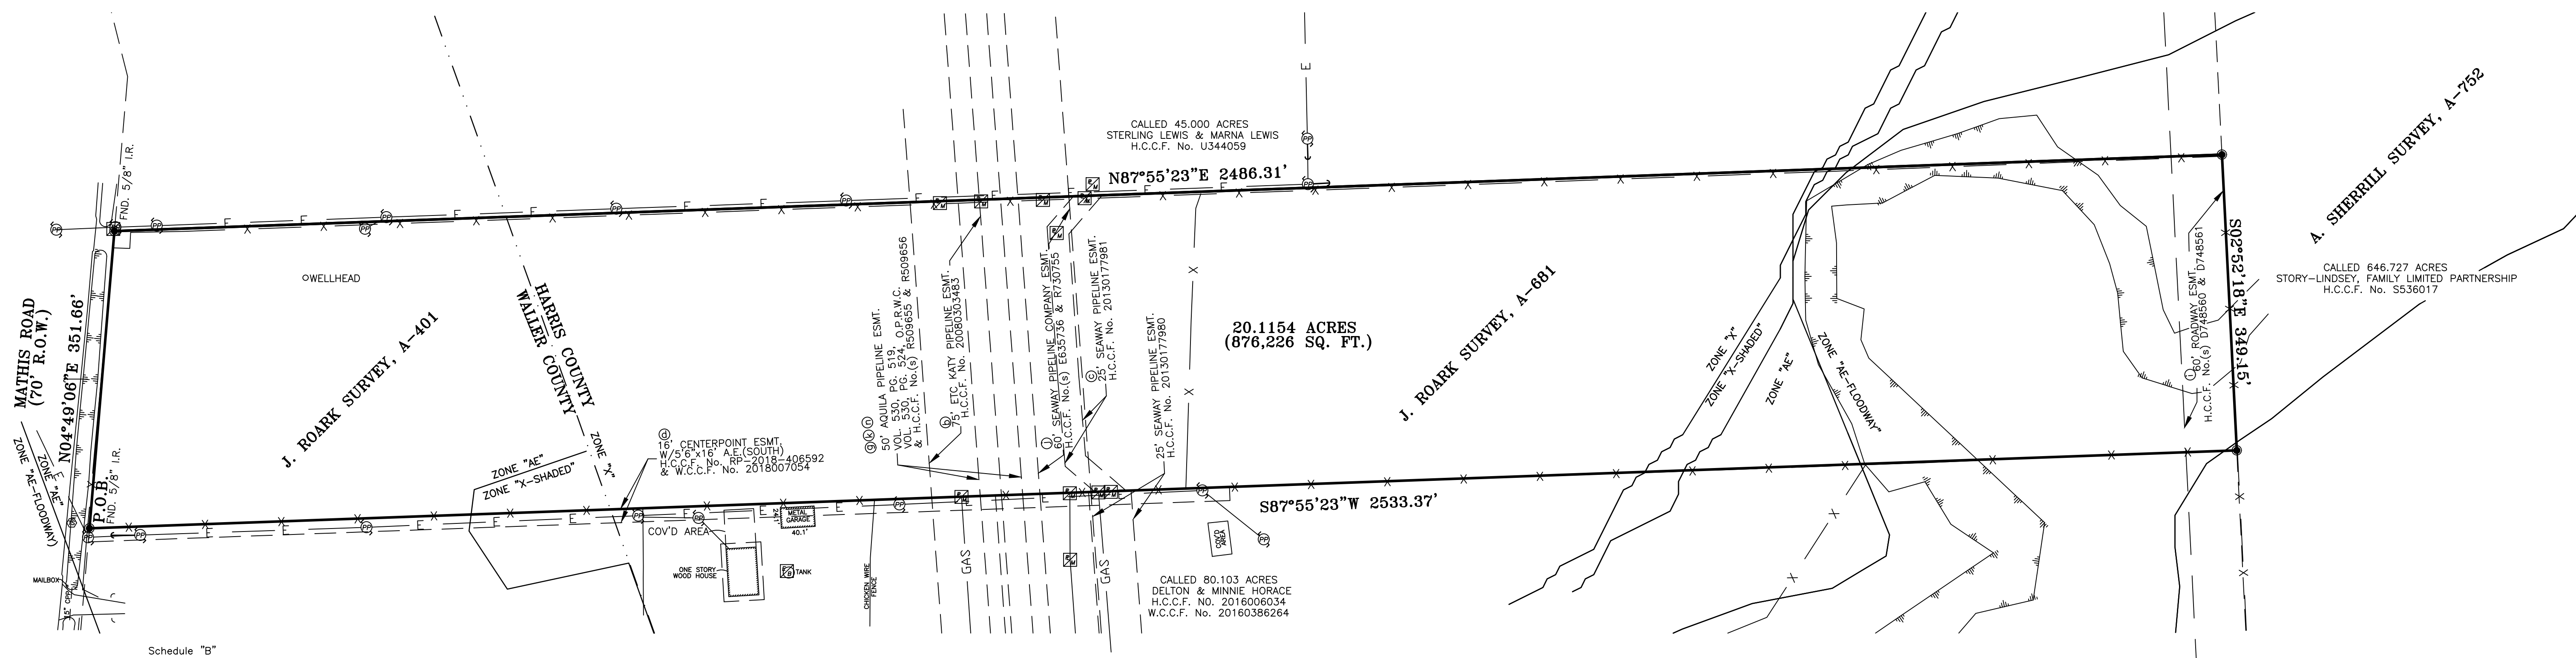 FND. 5/8" I.R.
WELLHEAD
MATHIS ROAD
(70' R.O.W.)
N04°49'06"E 351.66'
J. ROARK SURVEY, A-401
HARRIS COUNTY
WALLER COUNTY
ZONE "X"
ZONE "AE"
ZONE "X-SHADED"
ZONE "AE"
ZONE "AE-FLOODWAY"
P.O.B.
FND. 5/8" I.R.
MAILBOX
Schedule "B"
d
16' CENTERPOINT ESMT.
W/5'6"x16' A.E.(SOUTH)
H.C.C.F. No. RP-2018-406592
& W.C.C.F. No. 2018007054
COV'D AREA
24.1'
METAL
GARAGE
40.1'
ONE STORY
WOOD HOUSE
TANK
CHICKEN WIRE
FENCE
g k n
50' AQUILA PIPELINE ESMT.
VOL. 530, PG. 519,
VOL. 530, PG. 524, O.P.R.W.C.
& H.C.C.F. No.(s) R509655 & R509656
b
75' ETC KATY PIPELINE ESMT.
H.C.C.F. No. 20080303483
60' SEAWAY PIPELINE COMPANY ESMT.
H.C.C.F. No.(s) E635736 & R730755
c
25' SEAWAY PIPELINE ESMT.
H.C.C.F. No. 20130177981
25' SEAWAY PIPELINE ESMT.
H.C.C.F. No. 20130177980
GAS
GAS
CALLED 45.000 ACRES
STERLING LEWIS & MARNA LEWIS
H.C.C.F. No. U344059
N87°55'23"E 2486.31'
20.1154 ACRES
(876,226 SQ. FT.)
J. ROARK SURVEY, A-681
S87°55'23"W 2533.37'
COV'D
AREA
CALLED 80.103 ACRES
DELTON & MINNIE HORACE
H.C.C.F. NO. 2016006034
W.C.C.F. No. 20160386264
ZONE "X"
ZONE "X-SHADED"
ZONE "AE"
ZONE "AE-FLOODWAY"
i
60' ROADWAY ESMT.
H.C.C.F. No.(s) D748560 & D748561
S02°52'18"E 349.15'
A. SHERRILL SURVEY, A-752
CALLED 646.727 ACRES
STORY-LINDSEY, FAMILY LIMITED PARTNERSHIP
H.C.C.F. No. S536017